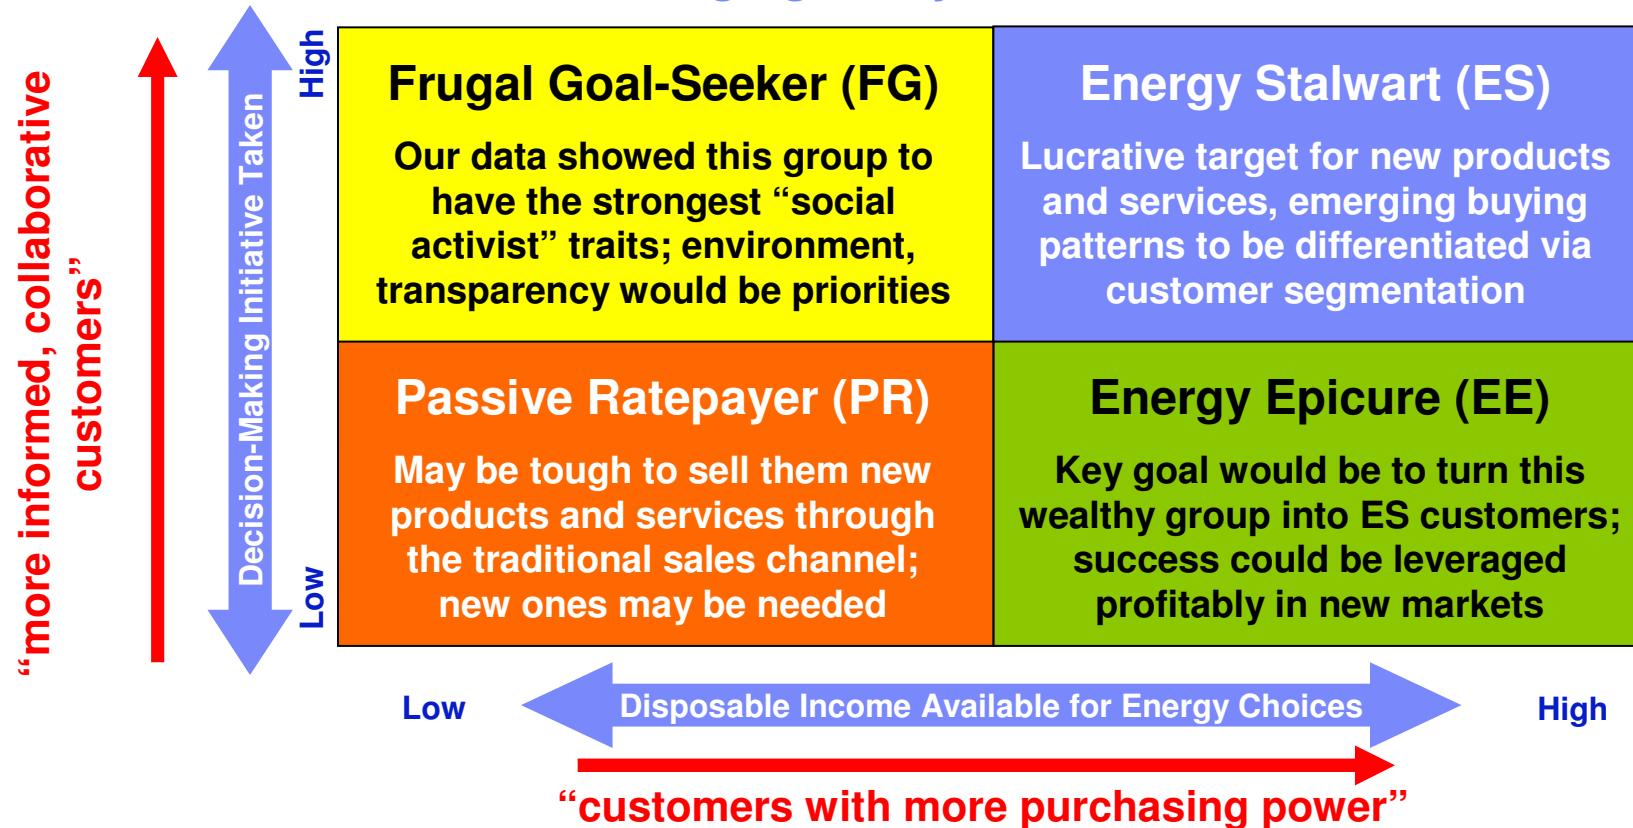 “more informed, collaborative
customers”
Decision-Making Initiative Taken
High
Low
Frugal Goal-Seeker (FG)
Our data showed this group to
have the strongest “social
activist” traits; environment,
transparency would be priorities
Energy Stalwart (ES)
Lucrative target for new products
and services, emerging buying
patterns to be differentiated via
customer segmentation
Passive Ratepayer (PR)
May be tough to sell them new
products and services through
the traditional sales channel;
new ones may be needed
Energy Epicure (EE)
Key goal would be to turn this
wealthy group into ES customers;
success could be leveraged
profitably in new markets
Low
Disposable Income Available for Energy Choices
High
“customers with more purchasing power”